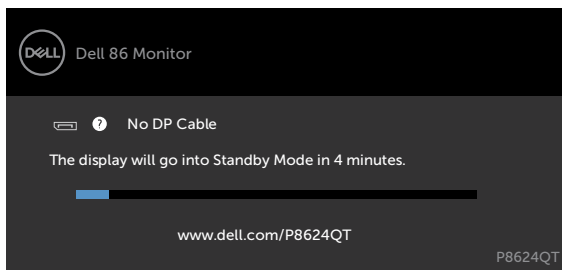 DELL Dell 86 Monitor
? No DP Cable
The display will go into Standby Mode in 4 minutes.
www.dell.com/P8624QT
P8624QT